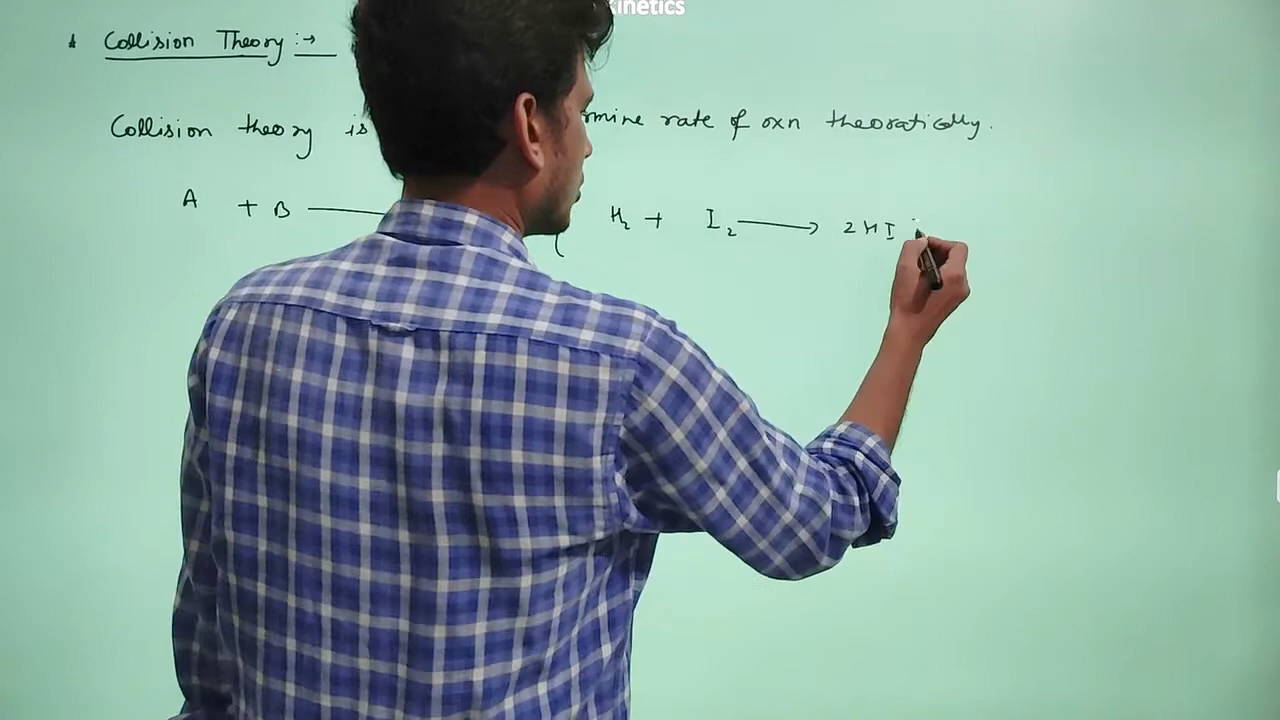 kinetics
Collision Theory :→
Collision theory is rmine rate of rxn theoratically.
A + B — ( H2 + I2 → 2HI